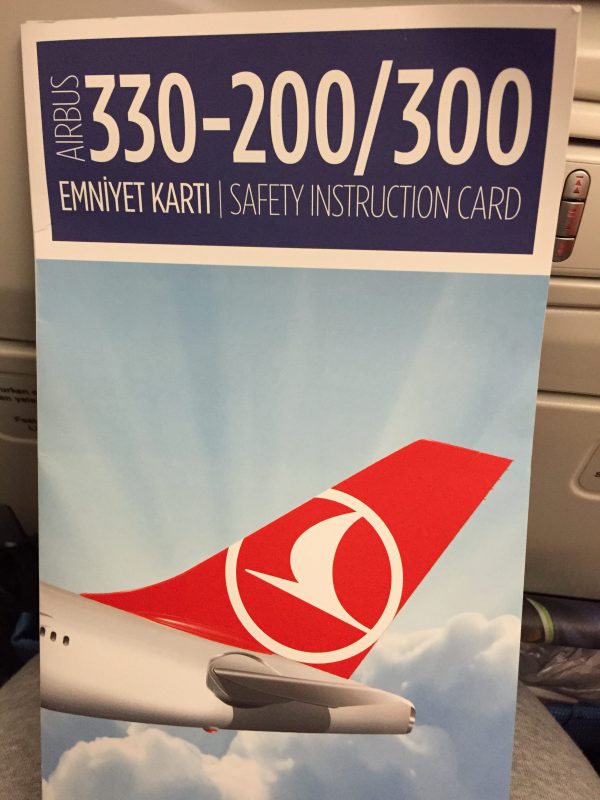 AIRBUS
330-200/300
EMNİYET KARTI | SAFETY INSTRUCTION CARD